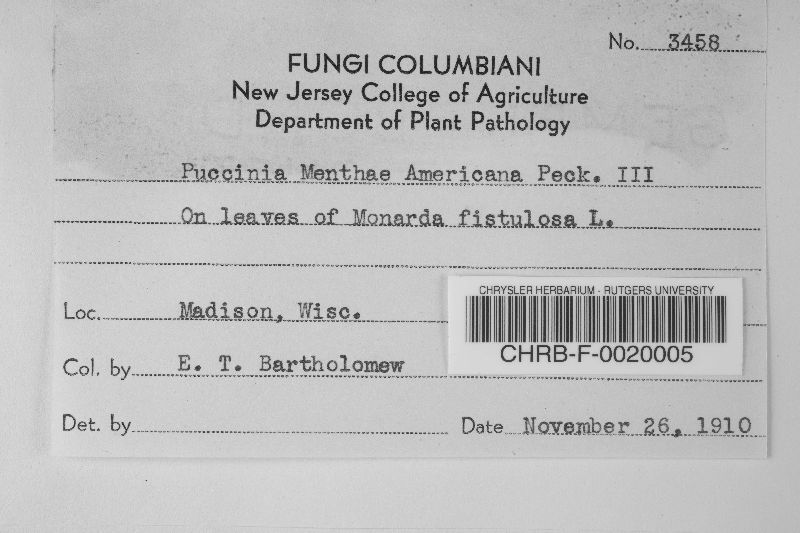 No. 3458
FUNGI COLUMBIANI
New Jersey College of Agriculture
Department of Plant Pathology
Puccinia Menthae Americana Peck. III
On leaves of Monarda fistulosa L.
Loc. Madison, Wisc.
CHRYSLER HERBARIUM - RUTGERS UNIVERSITY
CHRB-F-0020005
Col. by E. T. Bartholomew
Det. by
Date November 26, 1910